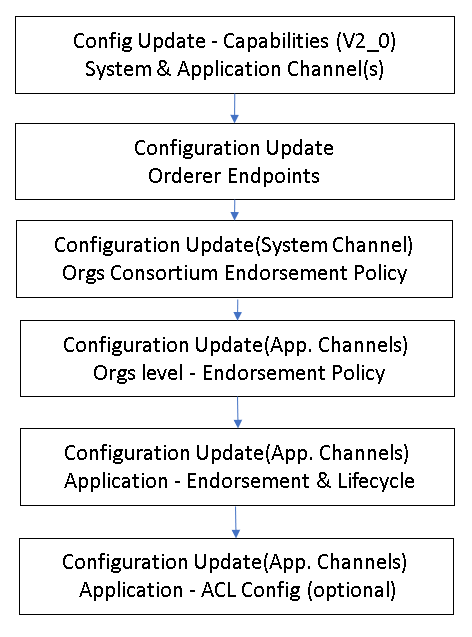 Config Update - Capabilities (V2_0)
System & Application Channel(s)
Configuration Update
Orderer Endpoints
Configuration Update(System Channel)
Orgs Consortium Endorsement Policy
Configuration Update(App. Channels)
Orgs level - Endorsement Policy
Configuration Update(App. Channels)
Application - Endorsement & Lifecycle
Configuration Update(App. Channels)
Application - ACL Config (optional)